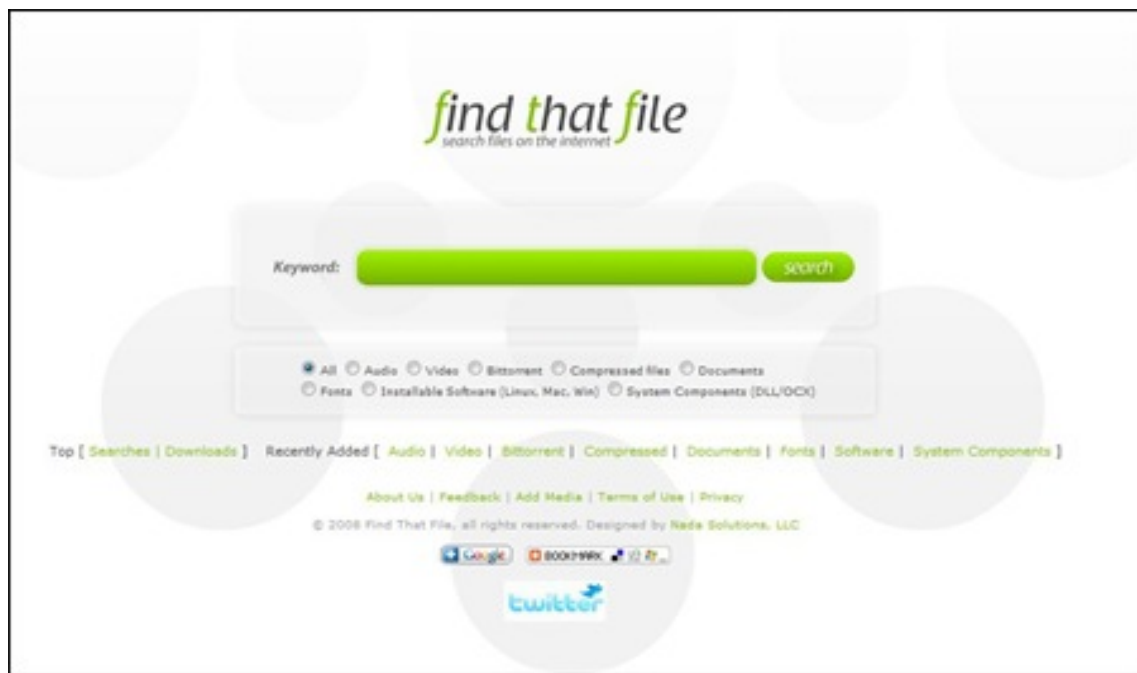 find that file
search files on the internet
Keyword: search
All Audio Video Bittorrent Compressed files Documents
Fonts Installable Software (Linux, Mac, Win) System Components (DLL/OCX)
Top [ Searches | Downloads ] Recently Added [ Audio | Video | Bittorrent | Compressed | Documents | Fonts | Software | System Components ]
About Us | Feedback | Add Media | Terms of Use | Privacy
© 2008 Find That File, all rights reserved. Designed by Nada Solutions, LLC
Google BOOKMARK
twitter